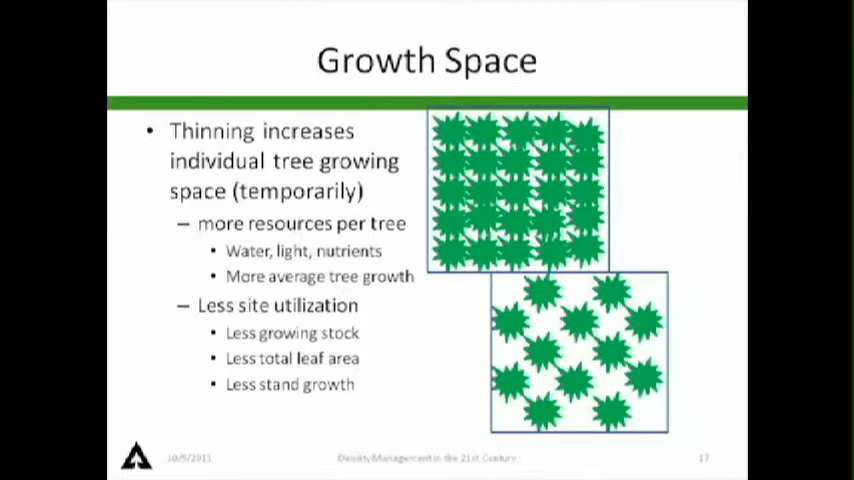 Growth Space
• Thinning increases
individual tree growing
space (temporarily)
– more resources per tree
• Water, light, nutrients
• More average tree growth
– Less site utilization
• Less growing stock
• Less total leaf area
• Less stand growth
10/5/2011
Density Management in the 21st Century
17